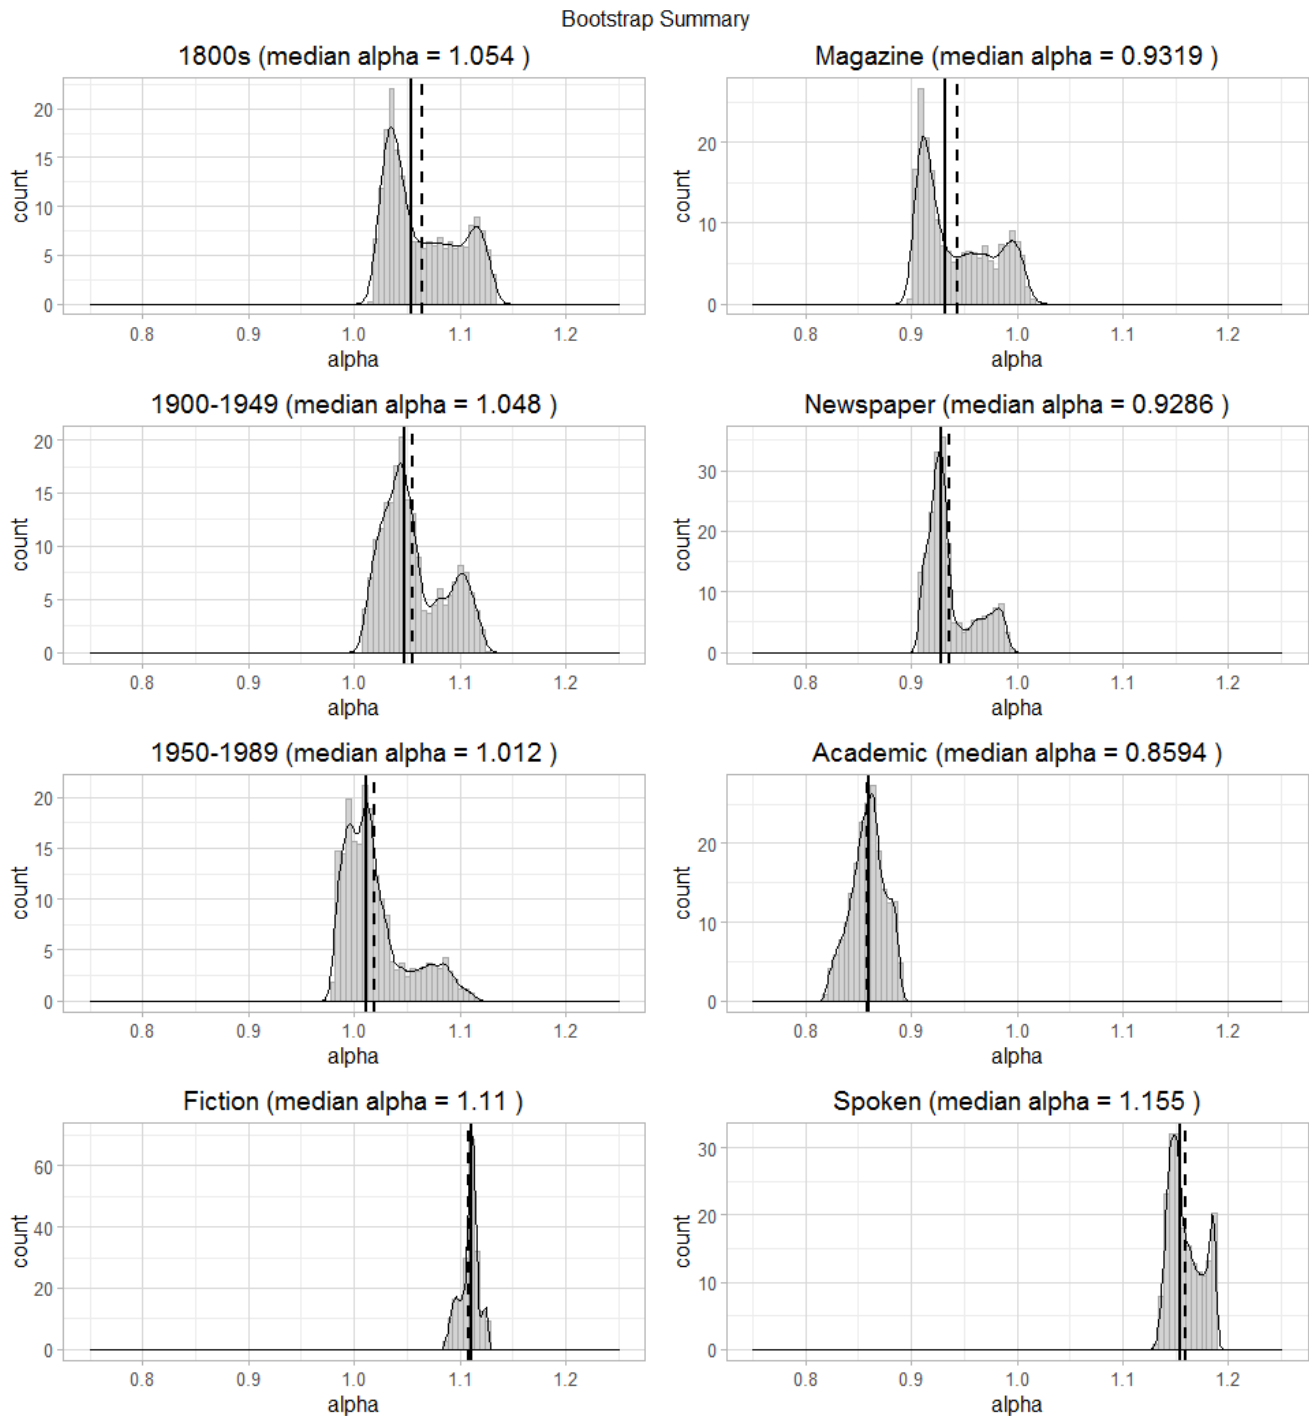 Bootstrap Summary
1800s (median alpha = 1.054 )
count
20
15
10
5
0
0.8 0.9 1.0 1.1 1.2
alpha
Magazine (median alpha = 0.9319 )
count
20
10
0
0.8 0.9 1.0 1.1 1.2
alpha
1900-1949 (median alpha = 1.048 )
count
20
15
10
5
0
0.8 0.9 1.0 1.1 1.2
alpha
Newspaper (median alpha = 0.9286 )
count
30
20
10
0
0.8 0.9 1.0 1.1 1.2
alpha
1950-1989 (median alpha = 1.012 )
count
20
15
10
5
0
0.8 0.9 1.0 1.1 1.2
alpha
Academic (median alpha = 0.8594 )
count
20
10
0
0.8 0.9 1.0 1.1 1.2
alpha
Fiction (median alpha = 1.11 )
count
60
40
20
0
0.8 0.9 1.0 1.1 1.2
alpha
Spoken (median alpha = 1.155 )
count
30
20
10
0
0.8 0.9 1.0 1.1 1.2
alpha